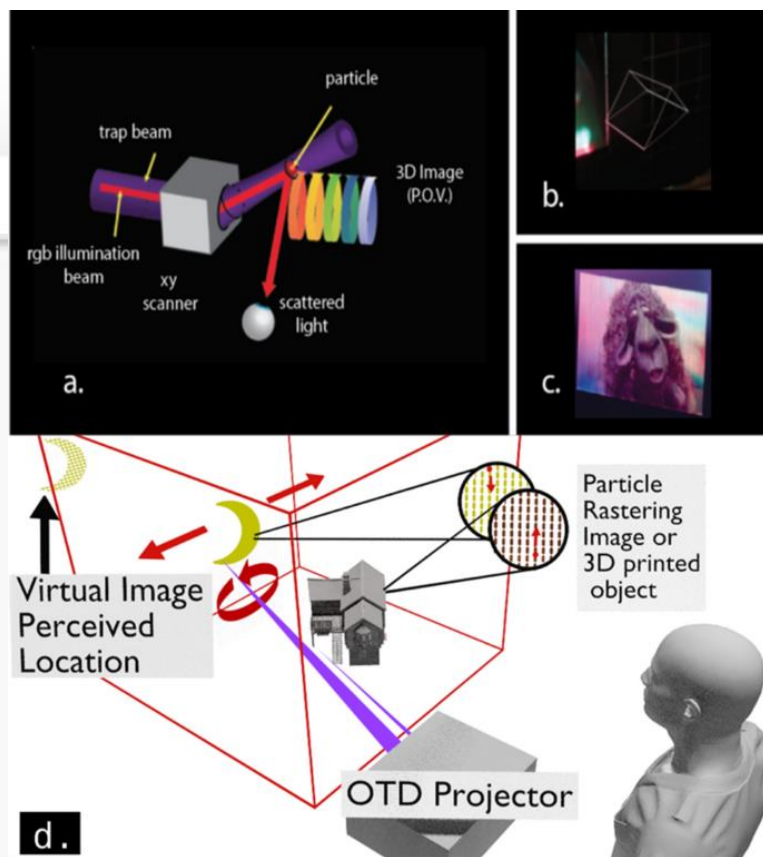 particle
trap beam
3D Image
(P.O.V.)
rgb illumination
beam
xy
scanner
scattered
light
a.
b.
c.
Particle
Rastering
Image or
3D printed
object
Virtual Image
Perceived
Location
OTD Projector
d.